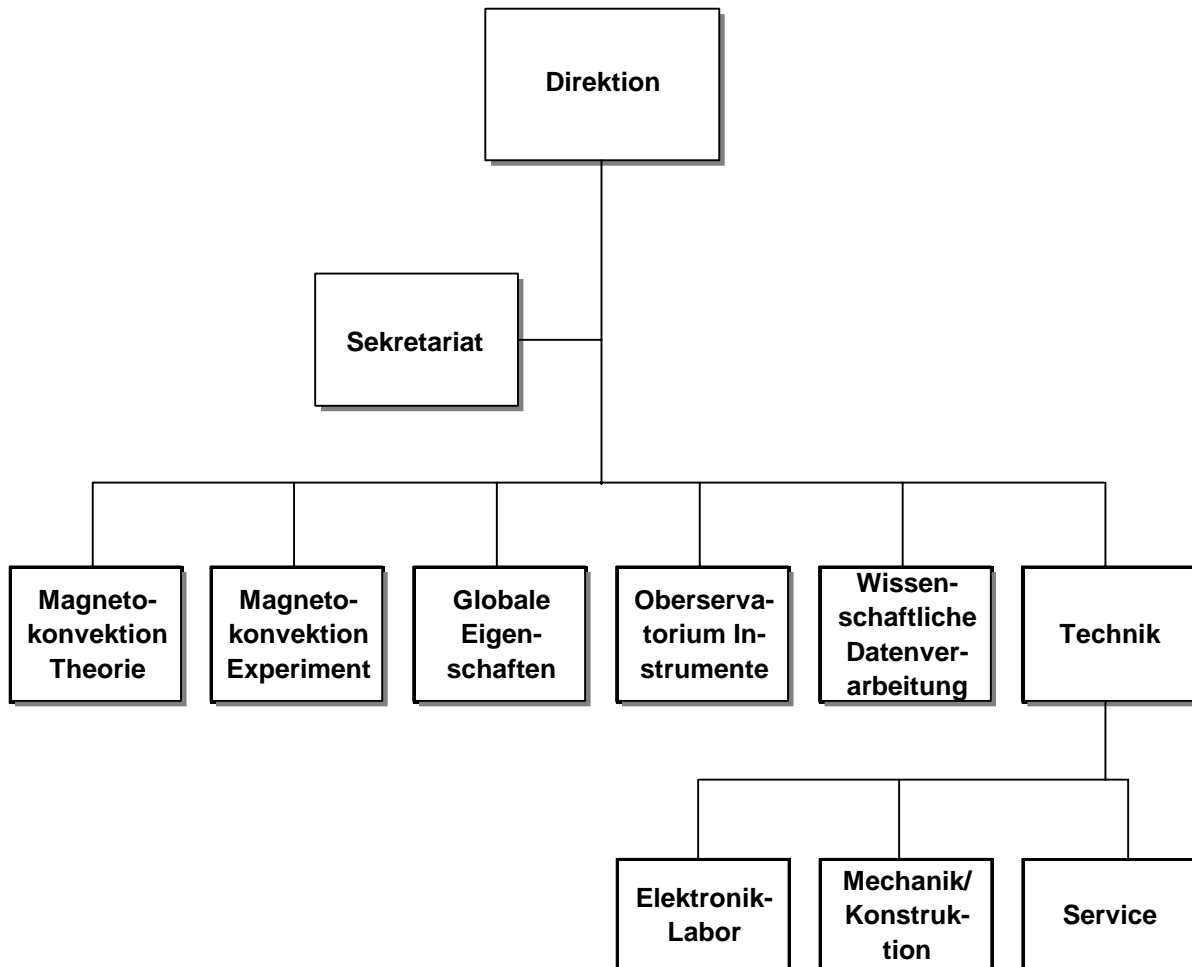 Direktion
Sekretariat
Magneto-
konvektion
Theorie
Magneto-
konvektion
Experiment
Globale
Eigen-
schaften
Oberserva-
torium In-
strumente
Wissen-
schaftliche
Datenver-
arbeitung
Technik
Elektronik-
Labor
Mechanik/
Konstruk-
tion
Service